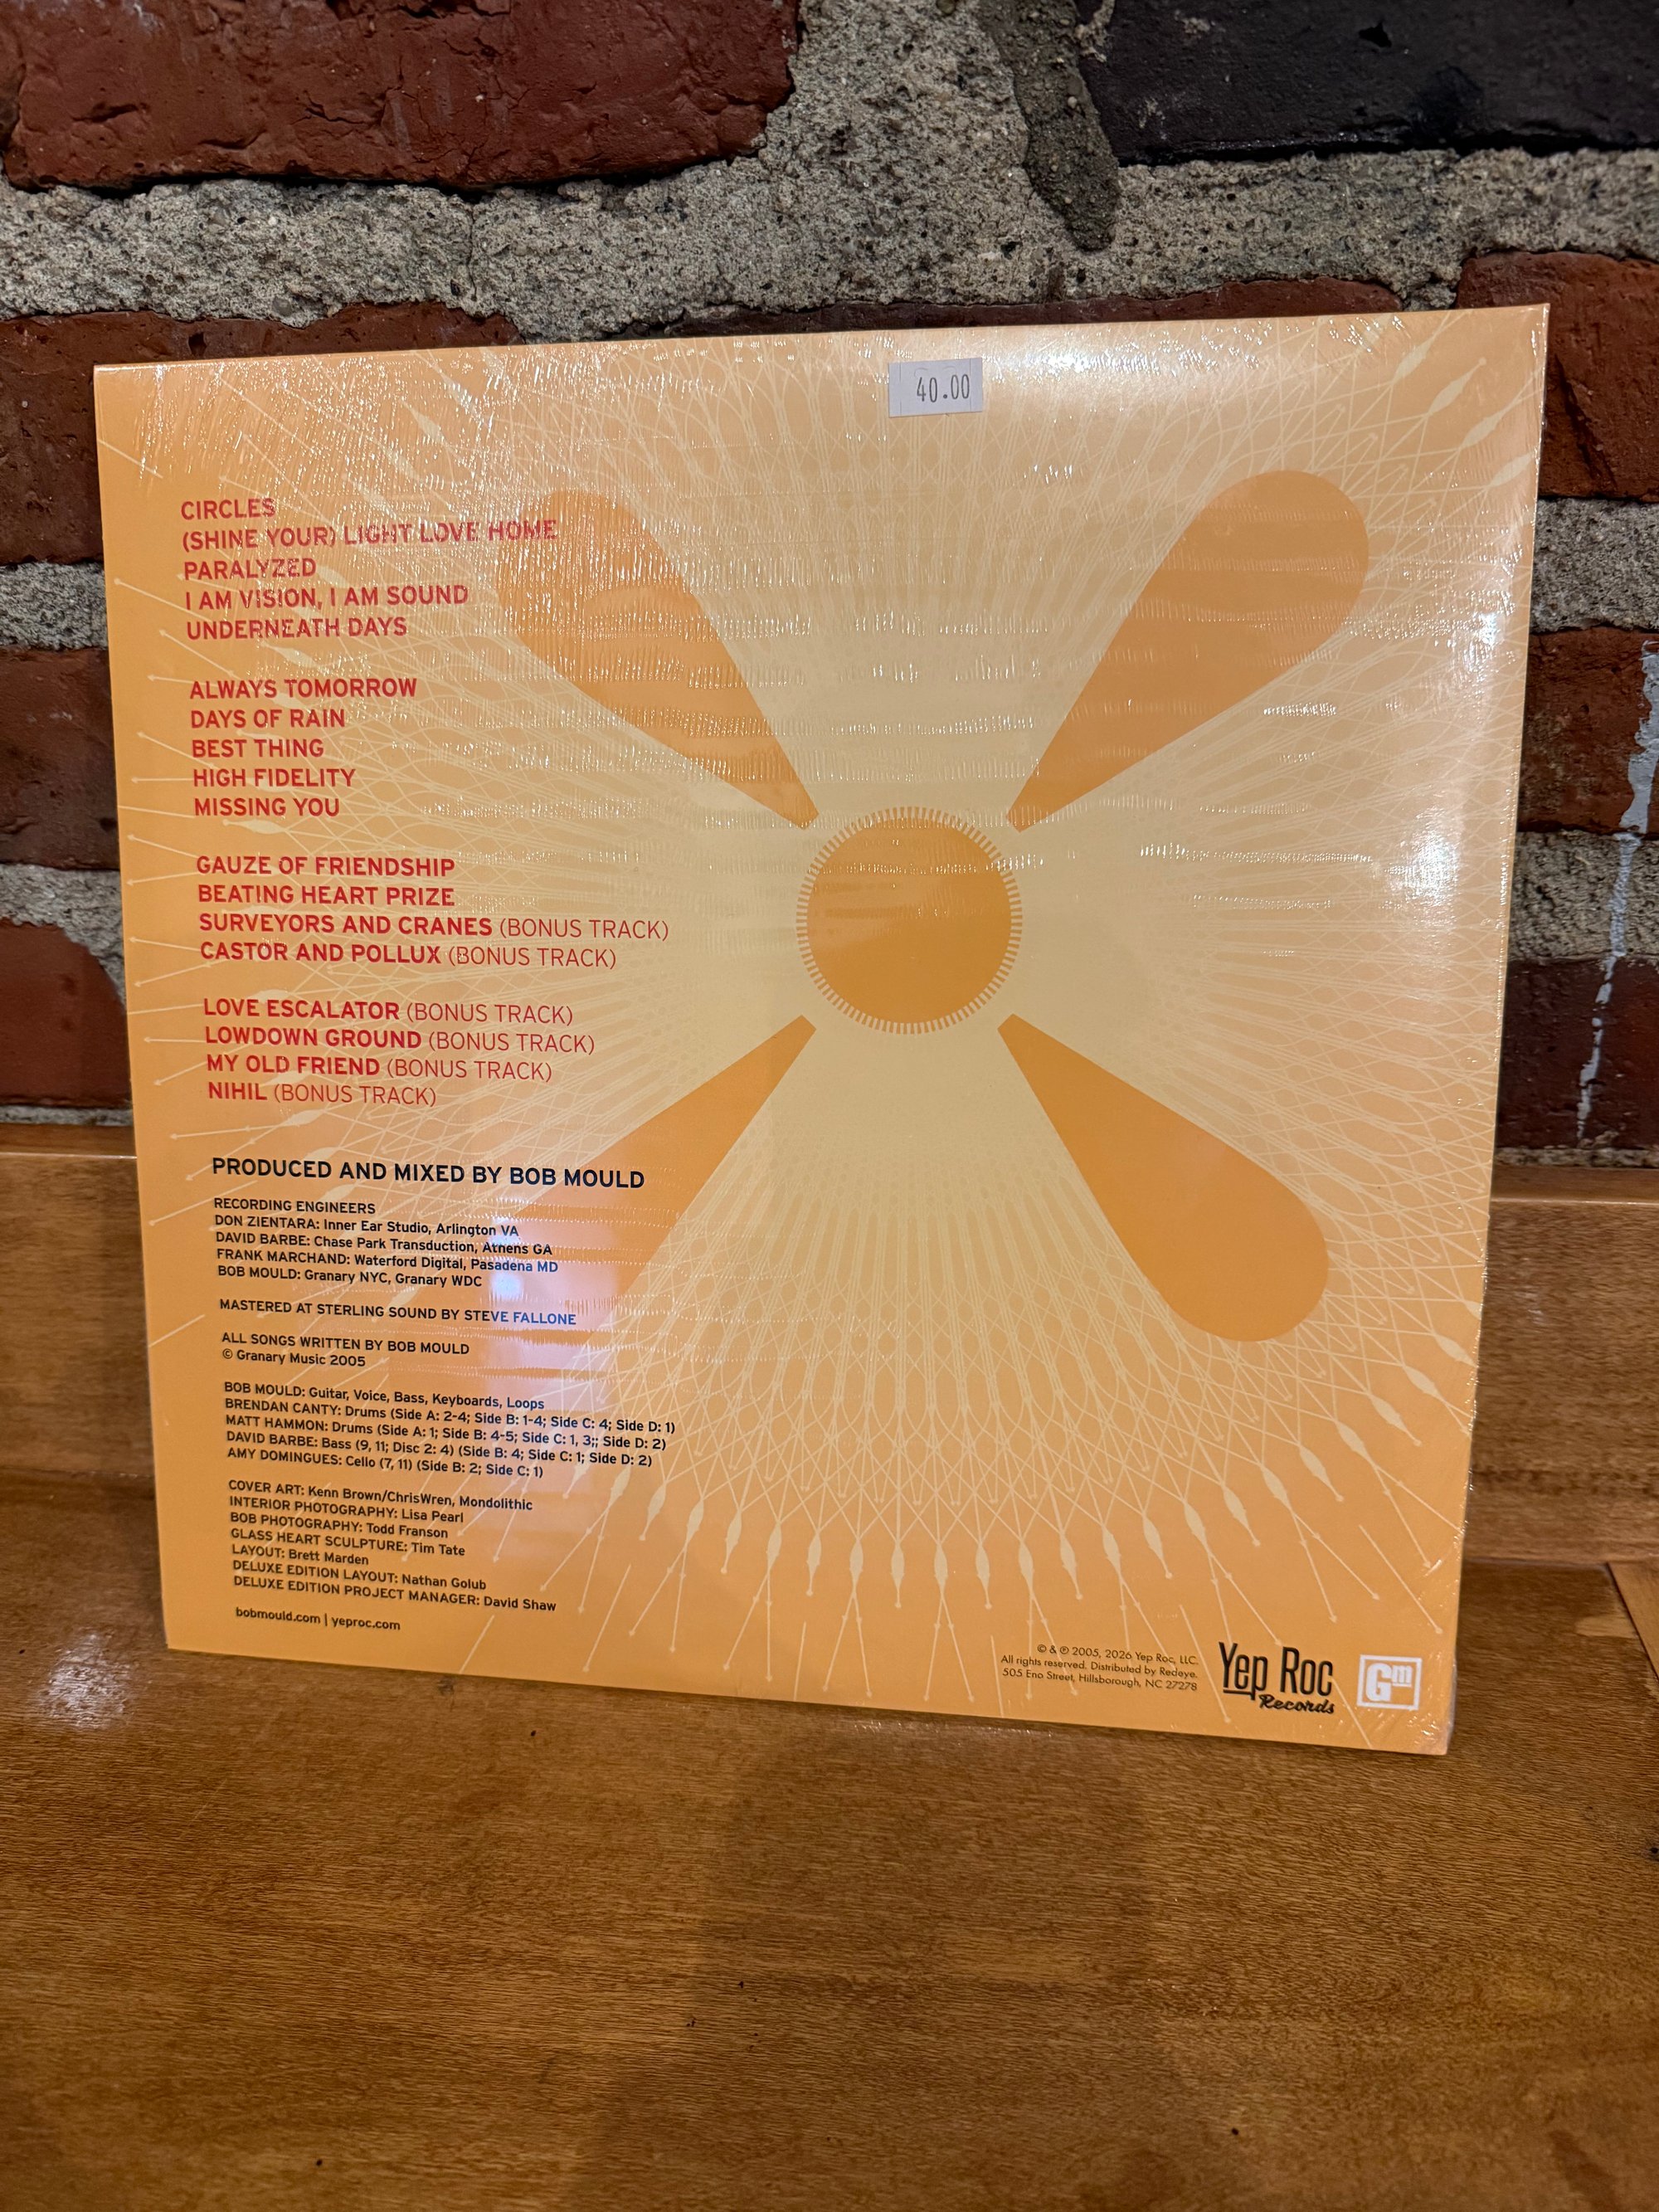 40.00
CIRCLES
(SHINE YOUR) LIGHT LOVE HOME
PARALYZED
I AM VISION, I AM SOUND
UNDERNEATH DAYS
ALWAYS TOMORROW
DAYS OF RAIN
BEST THING
HIGH FIDELITY
MISSING YOU
GAUZE OF FRIENDSHIP
BEATING HEART PRIZE
SURVEYORS AND CRANES (BONUS TRACK)
CASTOR AND POLLUX (BONUS TRACK)
LOVE ESCALATOR (BONUS TRACK)
LOWDOWN GROUND (BONUS TRACK)
MY OLD FRIEND (BONUS TRACK)
NIHIL (BONUS TRACK)
PRODUCED AND MIXED BY BOB MOULD
RECORDING ENGINEERS
DON ZIENTARA: Inner Ear Studio, Arlington VA
DAVID BARBE: Chase Park Transduction, Athens GA
FRANK MARCHAND: Waterford Digital, Pasadena MD
BOB MOULD: Granary NYC, Granary WDC
MASTERED AT STERLING SOUND BY STEVE FALLONE
ALL SONGS WRITTEN BY BOB MOULD
© Granary Music 2005
BOB MOULD: Guitar, Voice, Bass, Keyboards, Loops
BRENDAN CANTY: Drums (Side A: 2-4; Side B: 1-4; Side C: 4; Side D: 1)
MATT HAMMON: Drums (Side A: 1; Side B: 4-5; Side C: 1, 3;; Side D: 2)
DAVID BARBE: Bass (9, 11; Disc 2: 4) (Side B: 4; Side C: 1; Side D: 2)
AMY DOMINGUES: Cello (7, 11) (Side B: 2; Side C: 1)
COVER ART: Kenn Brown/ChrisWren, Mondolithic
INTERIOR PHOTOGRAPHY: Lisa Pearl
BOB PHOTOGRAPHY: Todd Franson
GLASS HEART SCULPTURE: Tim Tate
LAYOUT: Brett Marden
DELUXE EDITION LAYOUT: Nathan Golub
DELUXE EDITION PROJECT MANAGER: David Shaw
bobmould.com | yeproc.com
© & ℗ 2005, 2026 Yep Roc, LLC.
All rights reserved. Distributed by Redeye.
505 Eno Street, Hillsborough, NC 27278
Yep Roc
Records
Gm